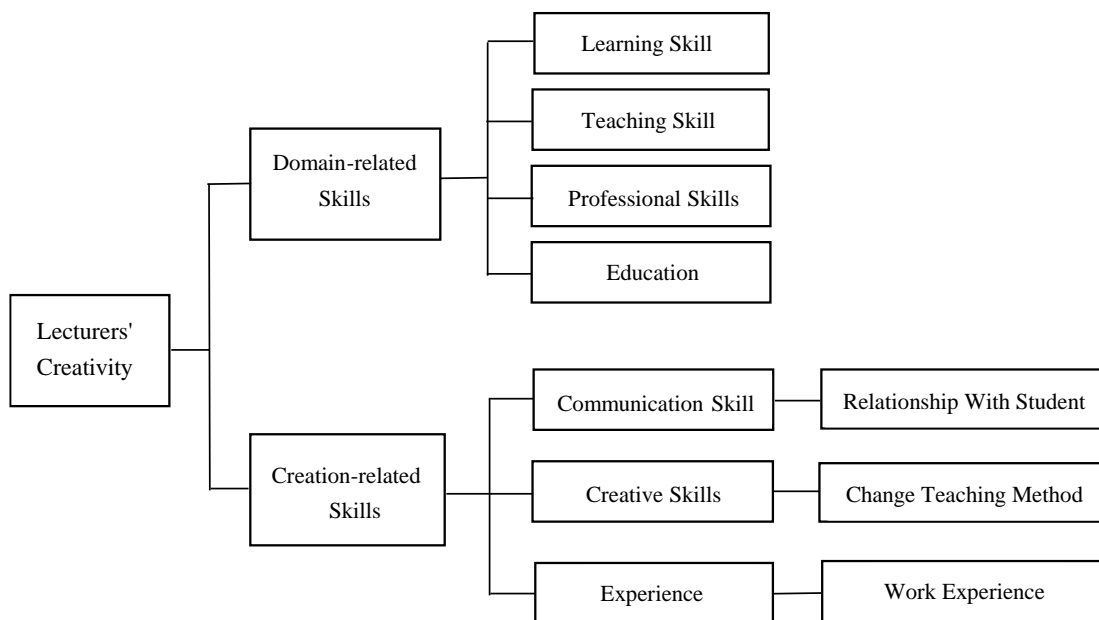 Learning Skill
Teaching Skill
Domain-related
Skills
Professional Skills
Education
Lecturers'
Creativity
Communication Skill
Relationship With Student
Creation-related
Skills
Creative Skills
Change Teaching Method
Experience
Work Experience